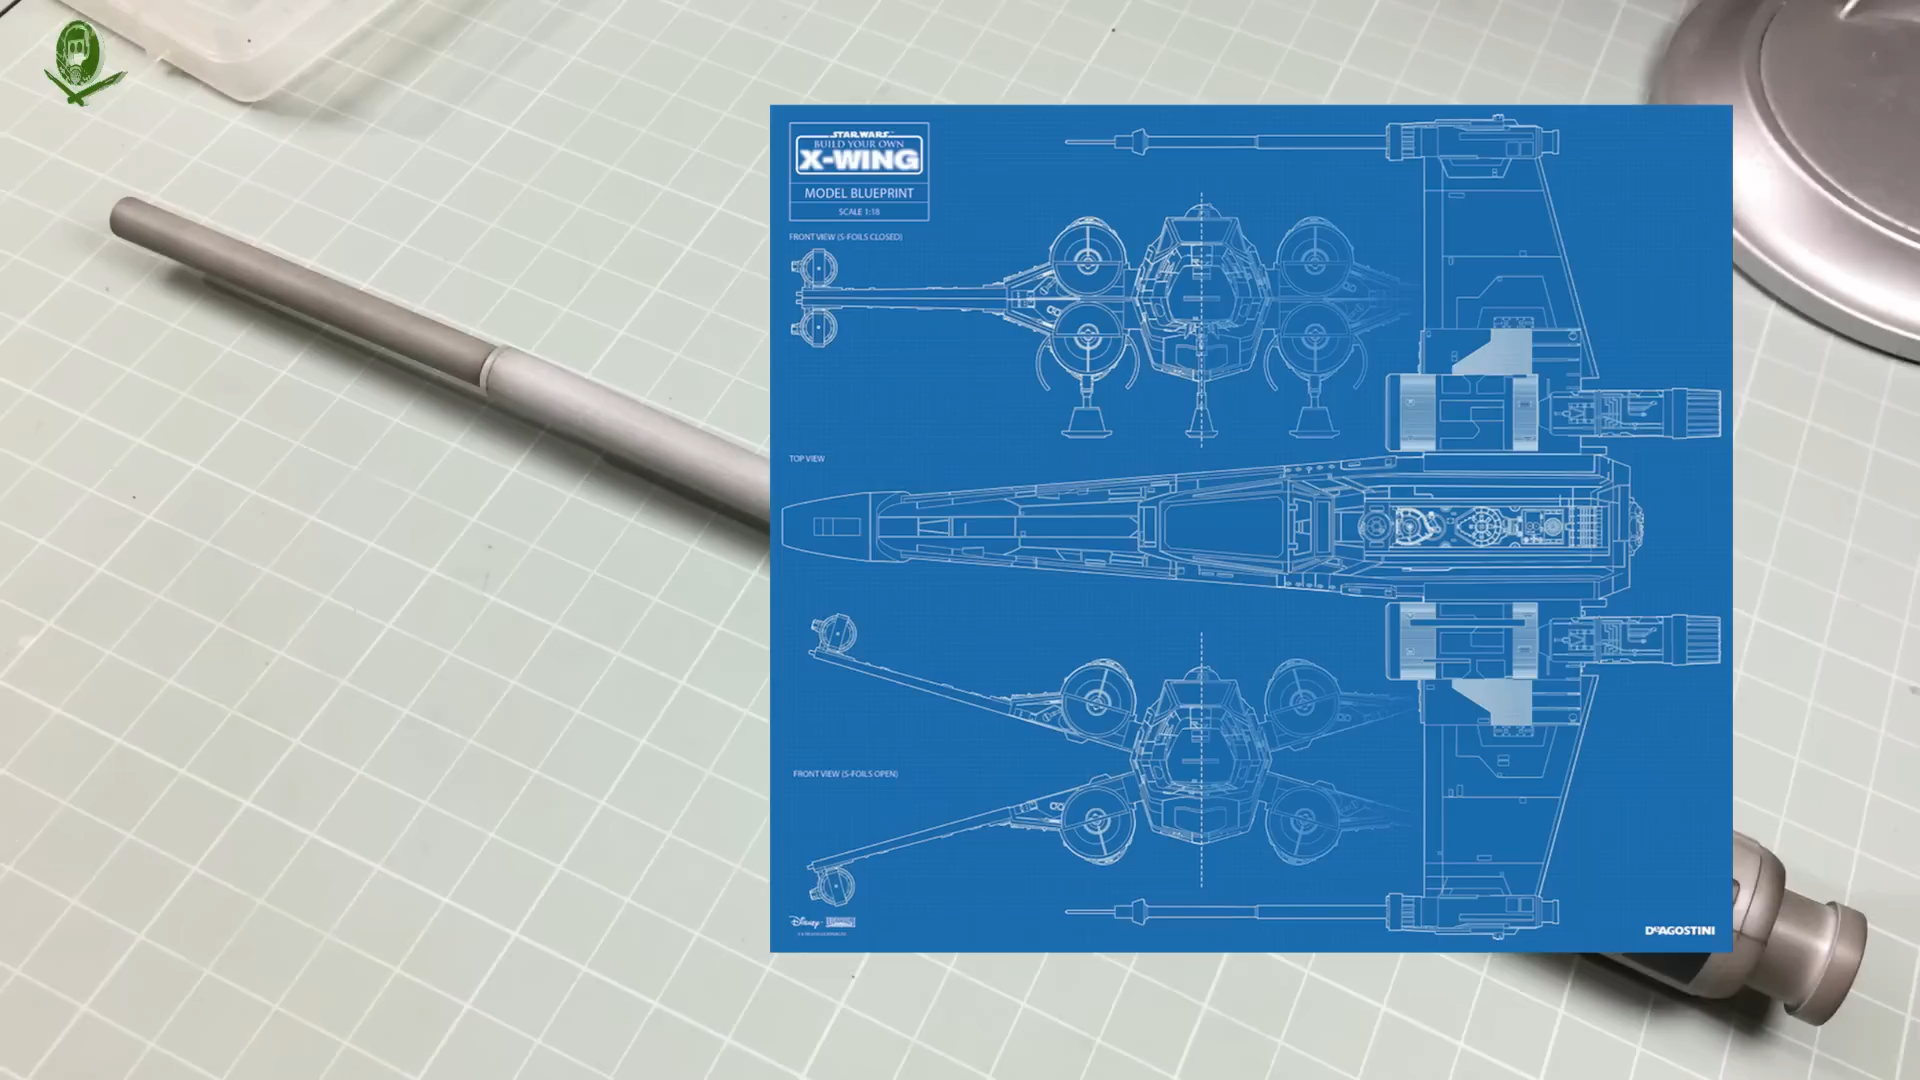 STAR WARS
BUILD YOUR OWN
X-WING
MODEL BLUEPRINT
SCALE 1:18
FRONT VIEW (S-FOILS CLOSED)
TOP VIEW
FRONT VIEW (S-FOILS OPEN)
Disney
DeAGOSTINI